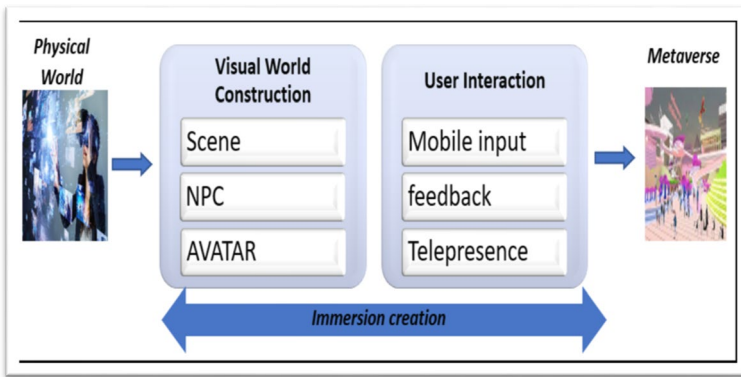 Physical
World
Visual World
Construction
Scene
NPC
AVATAR
User Interaction
Mobile input
feedback
Telepresence
Metaverse
Immersion creation